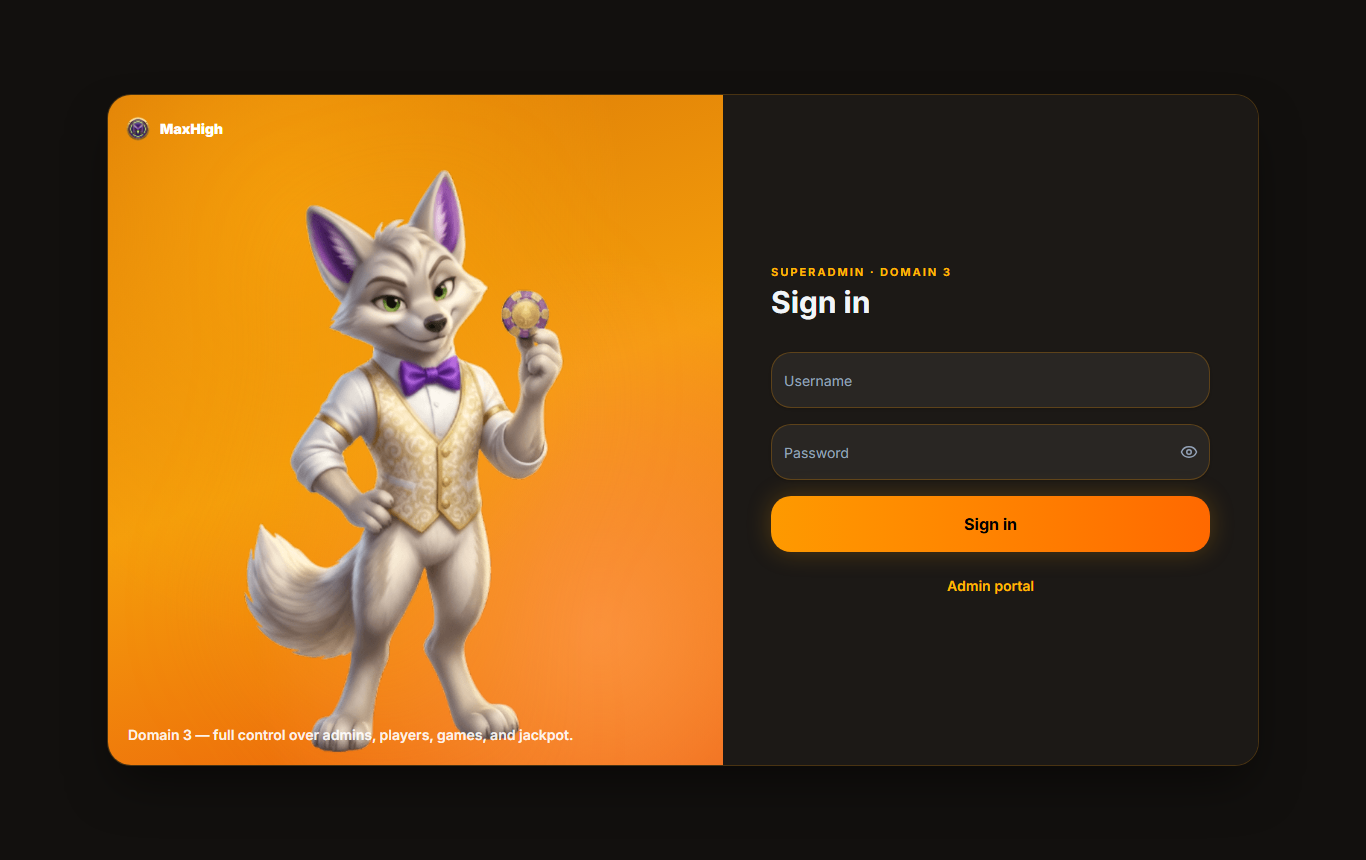 MaxHigh
SUPERADMIN · DOMAIN 3
Sign in
Username
Password
Sign in
Admin portal
Domain 3 — full control over admins, players, games, and jackpot.